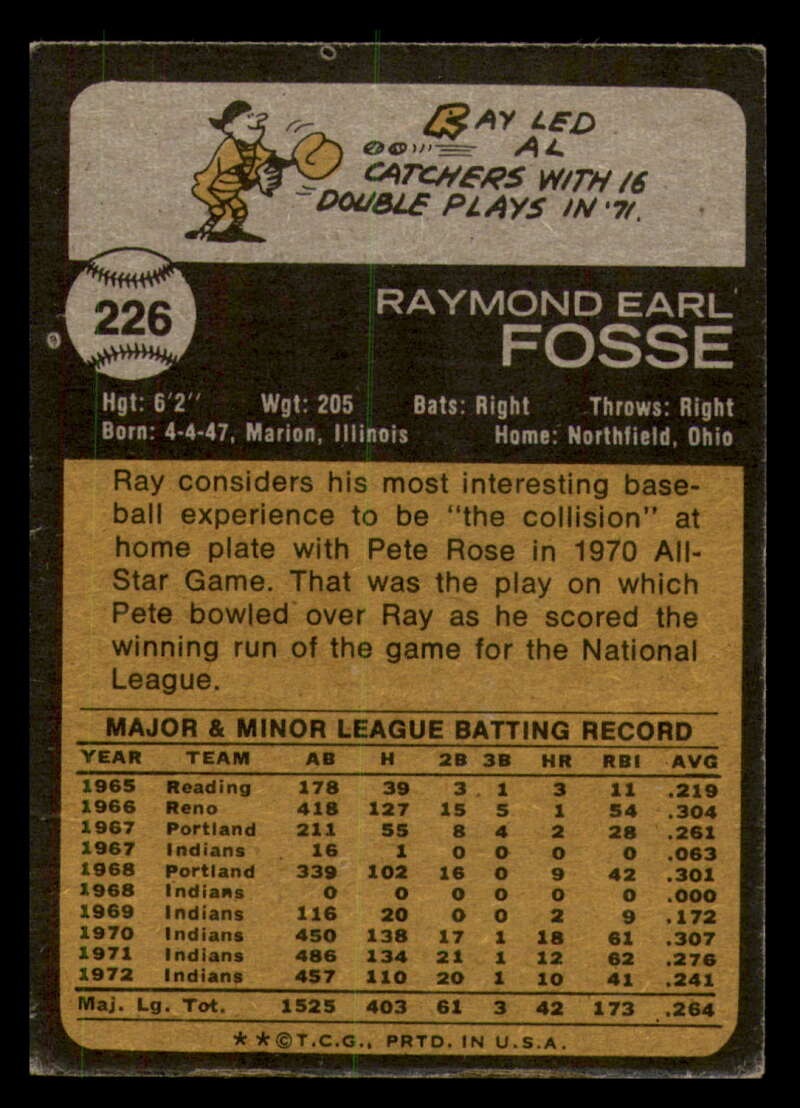 RAY LED
AL
CATCHERS WITH 16
DOUBLE PLAYS IN '71.
226
RAYMOND EARL
FOSSE
Hgt: 6'2" Wgt: 205 Bats: Right Throws: Right
Born: 4-4-47, Marion, Illinois Home: Northfield, Ohio
Ray considers his most interesting base-
ball experience to be "the collision" at
home plate with Pete Rose in 1970 All-
Star Game. That was the play on which
Pete bowled over Ray as he scored the
winning run of the game for the National
League.
MAJOR & MINOR LEAGUE BATTING RECORD
YEAR TEAM AB H 2B 3B HR RBI AVG
1965 Reading 178 39 3 1 3 11 .219
1966 Reno 418 127 15 5 1 54 .304
1967 Portland 211 55 8 4 2 28 .261
1967 Indians 16 1 0 0 0 0 .063
1968 Portland 339 102 16 0 9 42 .301
1968 Indians 0 0 0 0 0 0 .000
1969 Indians 116 20 0 0 2 9 .172
1970 Indians 450 138 17 1 18 61 .307
1971 Indians 486 134 21 1 12 62 .276
1972 Indians 457 110 20 1 10 41 .241
Maj. Lg. Tot. 1525 403 61 3 42 173 .264
**©T.C.G., PRTD. IN U.S.A.